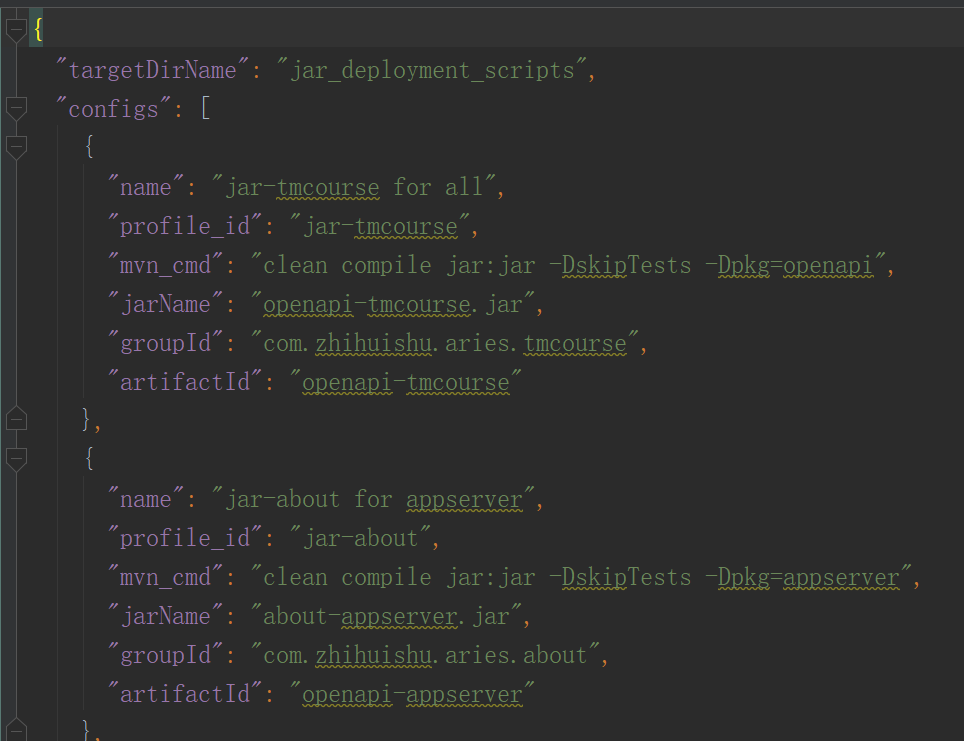 {
"targetDirName": "jar_deployment_scripts",
"configs": [
{
"name": "jar-tmcourse for all",
"profile_id": "jar-tmcourse",
"mvn_cmd": "clean compile jar:jar -DskipTests -Dpkg=openapi",
"jarName": "openapi-tmcourse.jar",
"groupId": "com.zhihuishu.aries.tmcourse",
"artifactId": "openapi-tmcourse"
},
{
"name": "jar-about for appserver",
"profile_id": "jar-about",
"mvn_cmd": "clean compile jar:jar -DskipTests -Dpkg=appserver",
"jarName": "about-appserver.jar",
"groupId": "com.zhihuishu.aries.about",
"artifactId": "openapi-appserver"
},